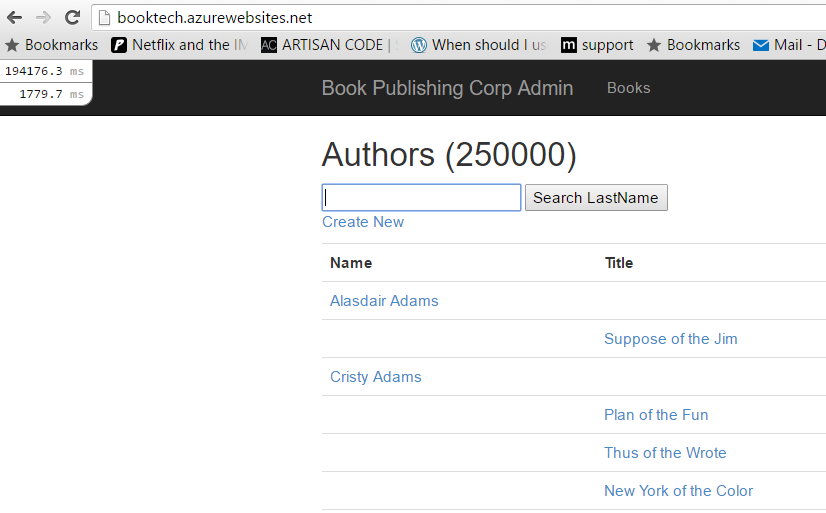 booktech.azurewebsites.net
Bookmarks Netflix and the IM AC ARTISAN CODE | When should I us m support Bookmarks Mail - D
194176.3 ms
1779.7 ms
Book Publishing Corp Admin Books
Authors (250000)
Search LastName
Create New
Name Title
Alasdair Adams
Suppose of the Jim
Cristy Adams
Plan of the Fun
Thus of the Wrote
New York of the Color